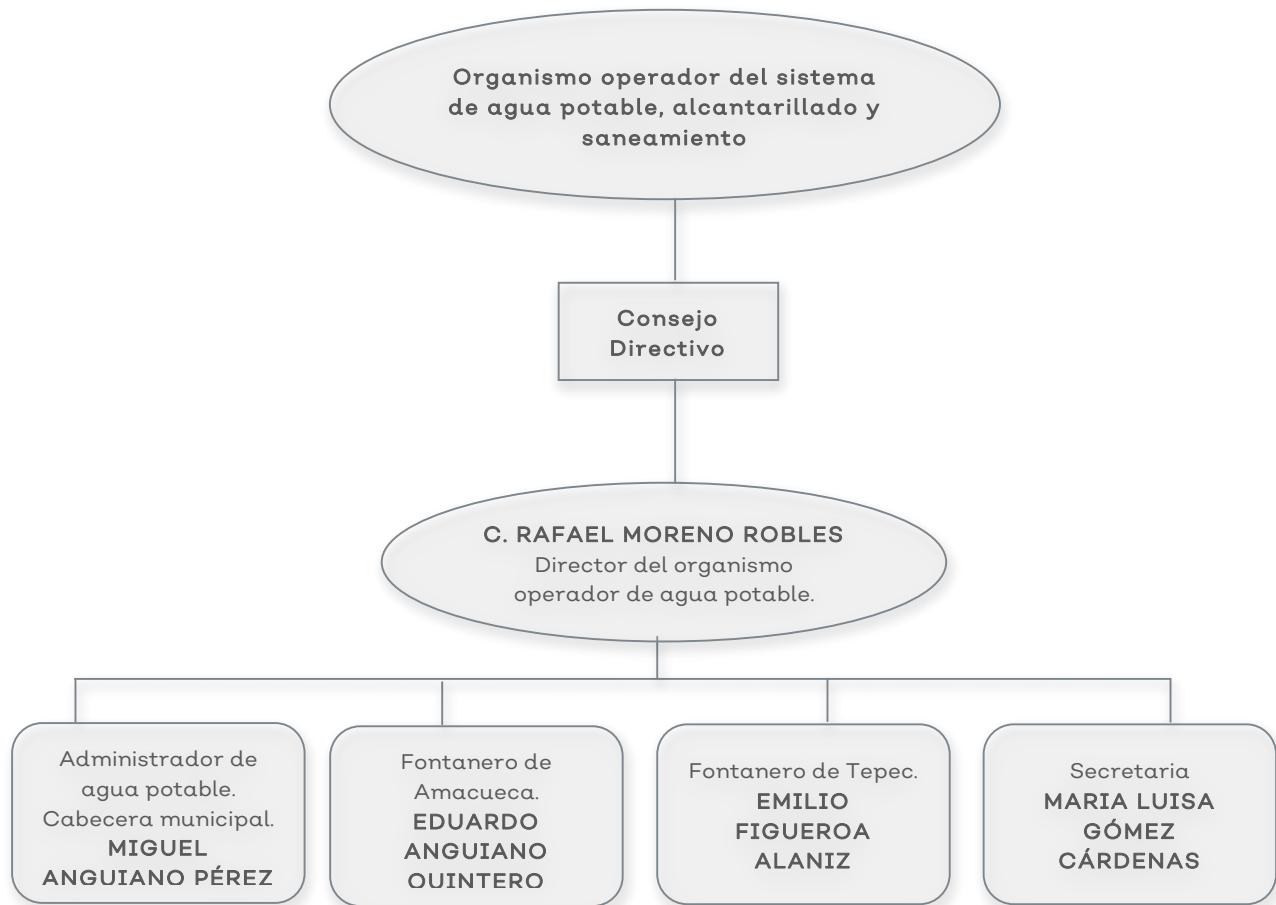 Organismo operador del sistema
de agua potable, alcantarillado y
saneamiento
Consejo
Directivo
C. RAFAEL MORENO ROBLES
Director del organismo
operador de agua potable.
Administrador de
agua potable.
Cabecera municipal.
MIGUEL
ANGUIANO PÉREZ
Fontanero de
Amacueca.
EDUARDO
ANGUIANO
QUINTERO
Fontanero de Tepec.
EMILIO
FIGUEROA
ALANIZ
Secretaria
MARIA LUISA
GÓMEZ
CÁRDENAS